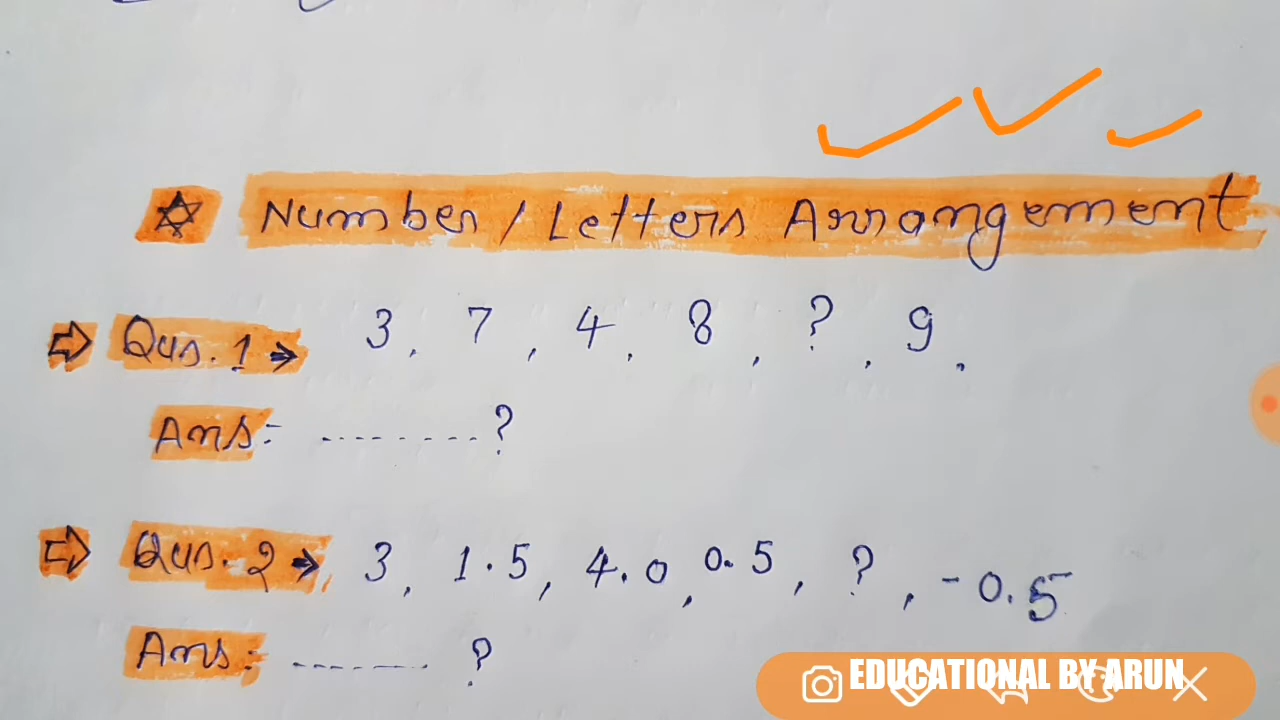 Number / Letters Arrangement
Qus. 1 → 3, 7, 4, 8, ?, 9,
Ans: ........?
Qus. 2 → 3, 1.5, 4.0, 0.5, ?, -0.5
Ans: ........ ?
EDUCATIONAL BY ARUN